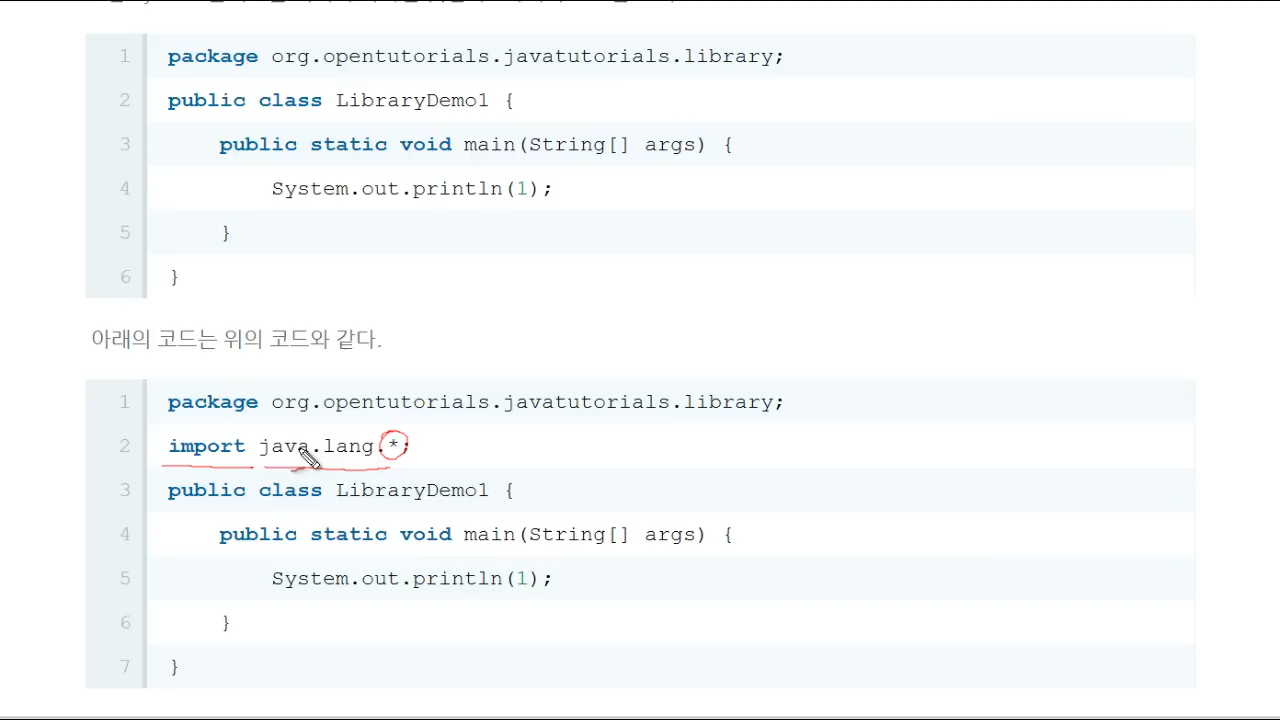 1 package org.opentutorials.javatutorials.library;
2 public class LibraryDemo1 {
3 public static void main(String[] args) {
4 System.out.println(1);
5 }
6 }
아래의 코드는 위의 코드와 같다.
1 package org.opentutorials.javatutorials.library;
2 import java.lang.*;
3 public class LibraryDemo1 {
4 public static void main(String[] args) {
5 System.out.println(1);
6 }
7 }